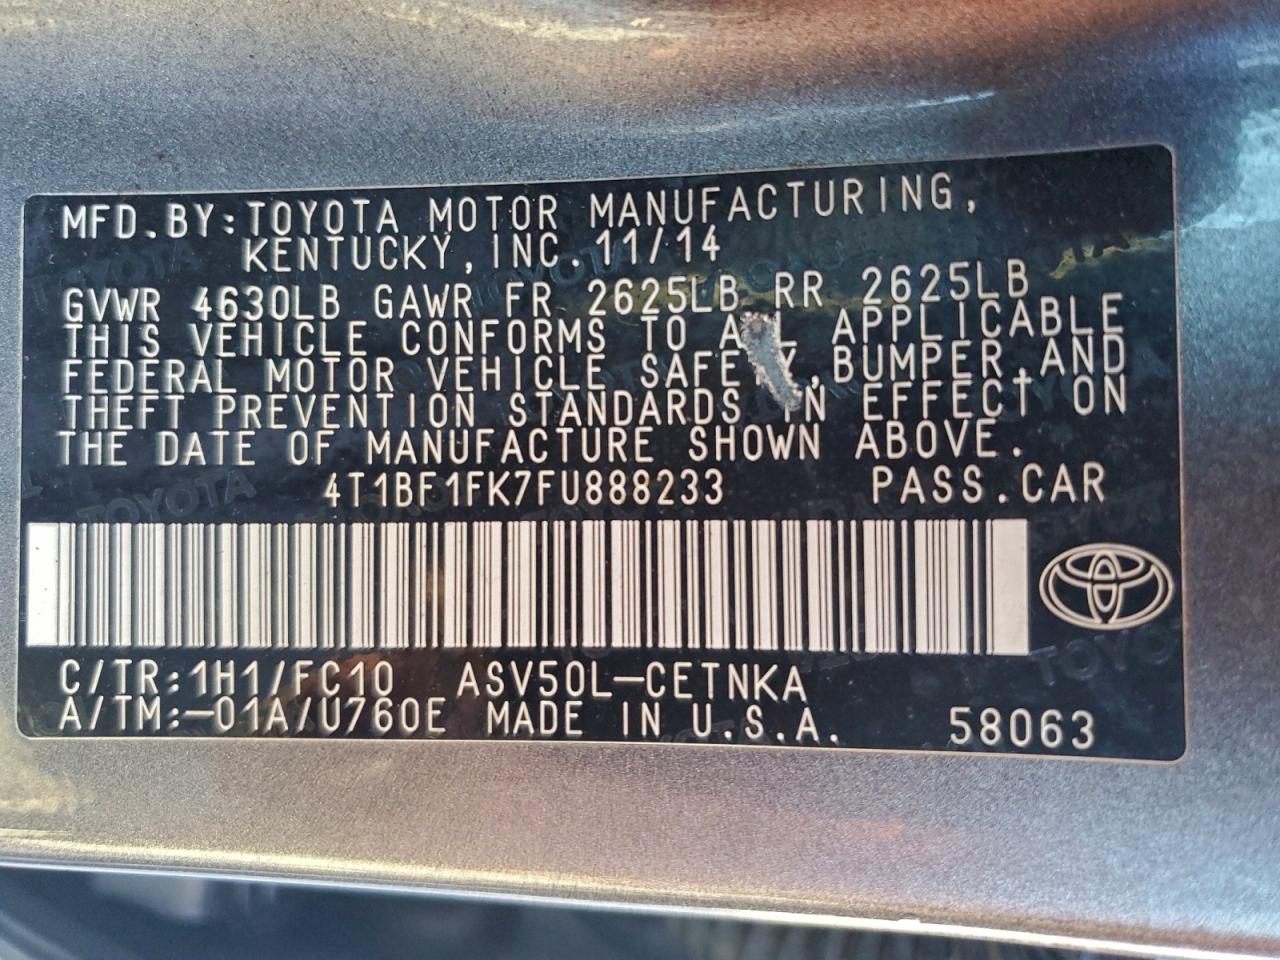 MFD.BY:TOYOTA MOTOR MANUFACTURING,
KENTUCKY,INC.11/14
GVWR 4630LB GAWR FR 2625LB RR 2625LB
THIS VEHICLE CONFORMS TO A L APPLICABLE
FEDERAL MOTOR VEHICLE SAFE Y,BUMPER,AND
THEFT PREVENTION STANDARDS IN EFFECT ON
THE DATE OF MANUFACTURE SHOWN ABOVE.
4T1BF1FK7FU888233 PASS.CAR
C/TR:1H1/FC10 ASV50L-CETNKA
A/TM:-01A/U760E MADE IN U.S.A. 58063